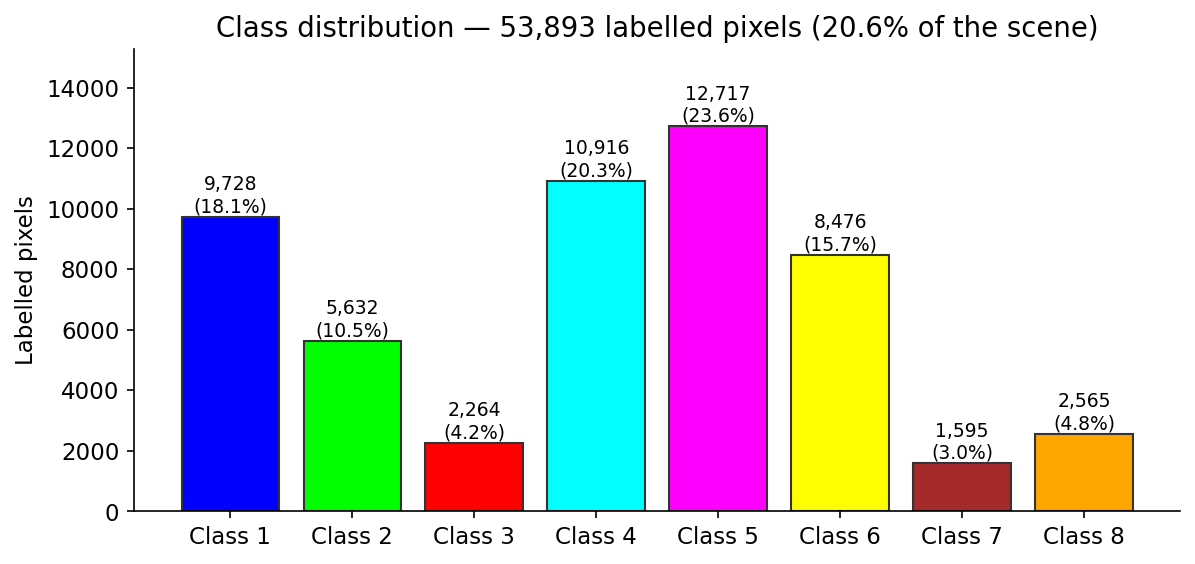 Class distribution — 53,893 labelled pixels (20.6% of the scene)
Labelled pixels
14000
12000
10000
8000
6000
4000
2000
0
9,728
(18.1%)
5,632
(10.5%)
2,264
(4.2%)
10,916
(20.3%)
12,717
(23.6%)
8,476
(15.7%)
1,595
(3.0%)
2,565
(4.8%)
Class 1
Class 2
Class 3
Class 4
Class 5
Class 6
Class 7
Class 8